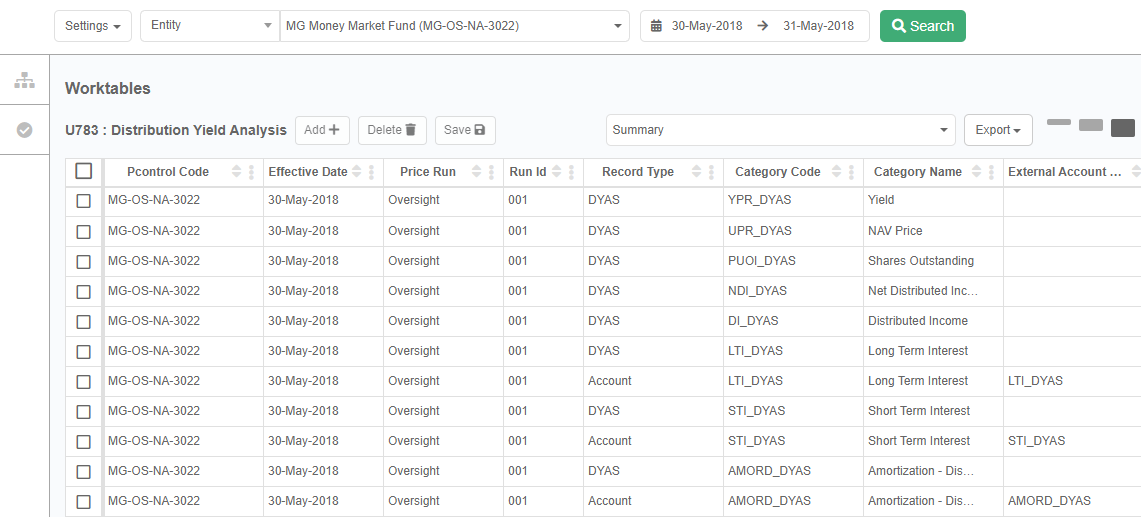 Settings Entity MG Money Market Fund (MG-OS-NA-3022) 30-May-2018 31-May-2018 Search
Worktables
U783 : Distribution Yield Analysis Add Delete Save Summary Export
Pcontrol Code Effective Date Price Run Run Id Record Type Category Code Category Name External Account ...
MG-OS-NA-3022 30-May-2018 Oversight 001 DYAS YPR_DYAS Yield
MG-OS-NA-3022 30-May-2018 Oversight 001 DYAS UPR_DYAS NAV Price
MG-OS-NA-3022 30-May-2018 Oversight 001 DYAS PUOI_DYAS Shares Outstanding
MG-OS-NA-3022 30-May-2018 Oversight 001 DYAS NDI_DYAS Net Distributed Inc...
MG-OS-NA-3022 30-May-2018 Oversight 001 DYAS DI_DYAS Distributed Income
MG-OS-NA-3022 30-May-2018 Oversight 001 DYAS LTI_DYAS Long Term Interest
MG-OS-NA-3022 30-May-2018 Oversight 001 Account LTI_DYAS Long Term Interest LTI_DYAS
MG-OS-NA-3022 30-May-2018 Oversight 001 DYAS STI_DYAS Short Term Interest
MG-OS-NA-3022 30-May-2018 Oversight 001 Account STI_DYAS Short Term Interest STI_DYAS
MG-OS-NA-3022 30-May-2018 Oversight 001 DYAS AMORD_DYAS Amortization - Dis...
MG-OS-NA-3022 30-May-2018 Oversight 001 Account AMORD_DYAS Amortization - Dis... AMORD_DYAS